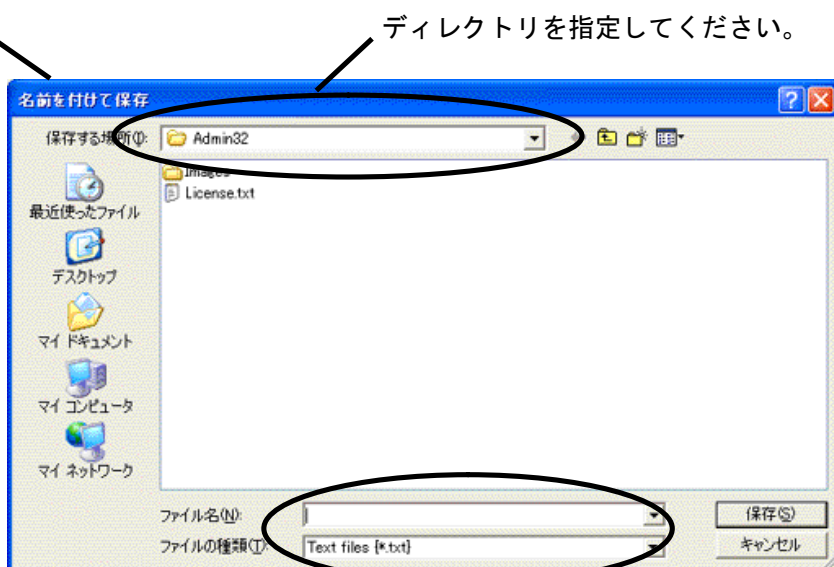 ディレクトリを指定してください。
名前を付けて保存
保存する場所(I):
Admin32
Images
License.txt
最近使ったファイル
デスクトップ
マイ ドキュメント
マイ コンピュータ
マイ ネットワーク
ファイル名(N):
保存(S)
ファイルの種類(T):
Text files (*.txt)
キャンセル